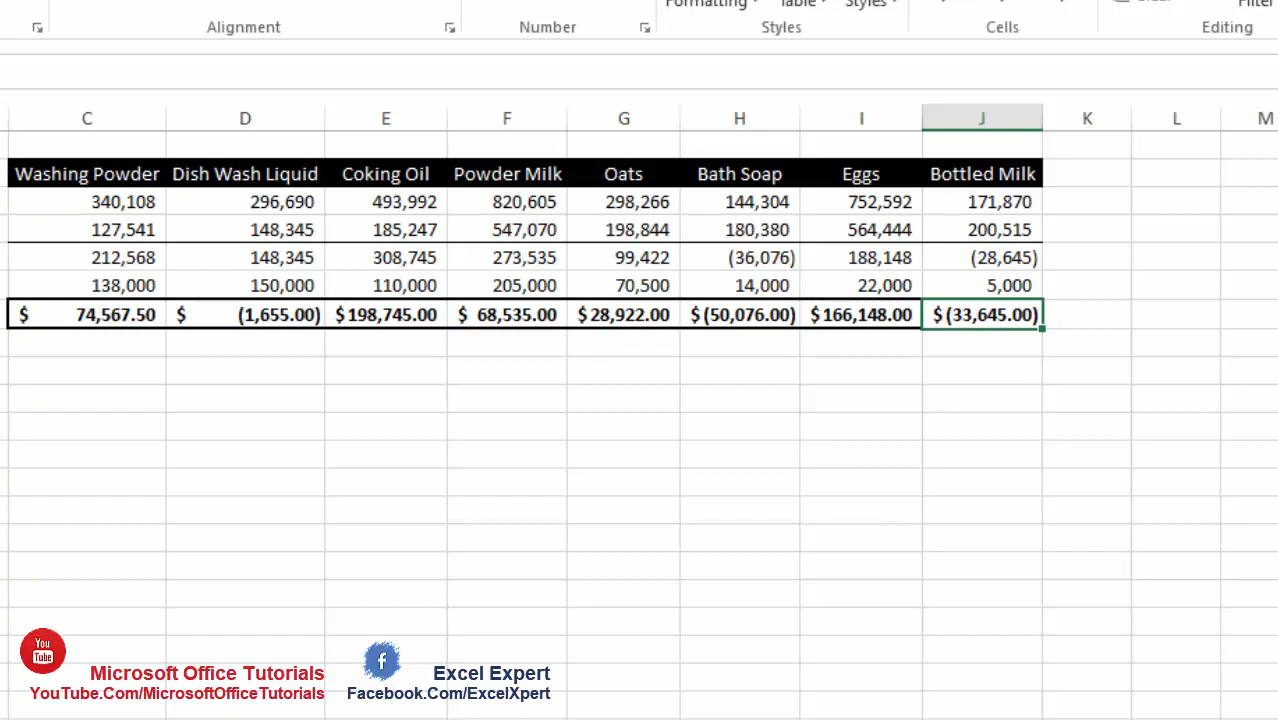 Formatting Table Styles Filter
Alignment Number Styles Cells Editing
C D E F G H I J K L M
Washing Powder Dish Wash Liquid Coking Oil Powder Milk Oats Bath Soap Eggs Bottled Milk
340,108 296,690 493,992 820,605 298,266 144,304 752,592 171,870
127,541 148,345 185,247 547,070 198,844 180,380 564,444 200,515
212,568 148,345 308,745 273,535 99,422 (36,076) 188,148 (28,645)
138,000 150,000 110,000 205,000 70,500 14,000 22,000 5,000
$ 74,567.50 $ (1,655.00) $198,745.00 $ 68,535.00 $28,922.00 $(50,076.00) $166,148.00 $(33,645.00)
You
Tube
Microsoft Office Tutorials
YouTube.Com/MicrosoftOfficeTutorials
f
Excel Expert
Facebook.Com/ExcelXpert